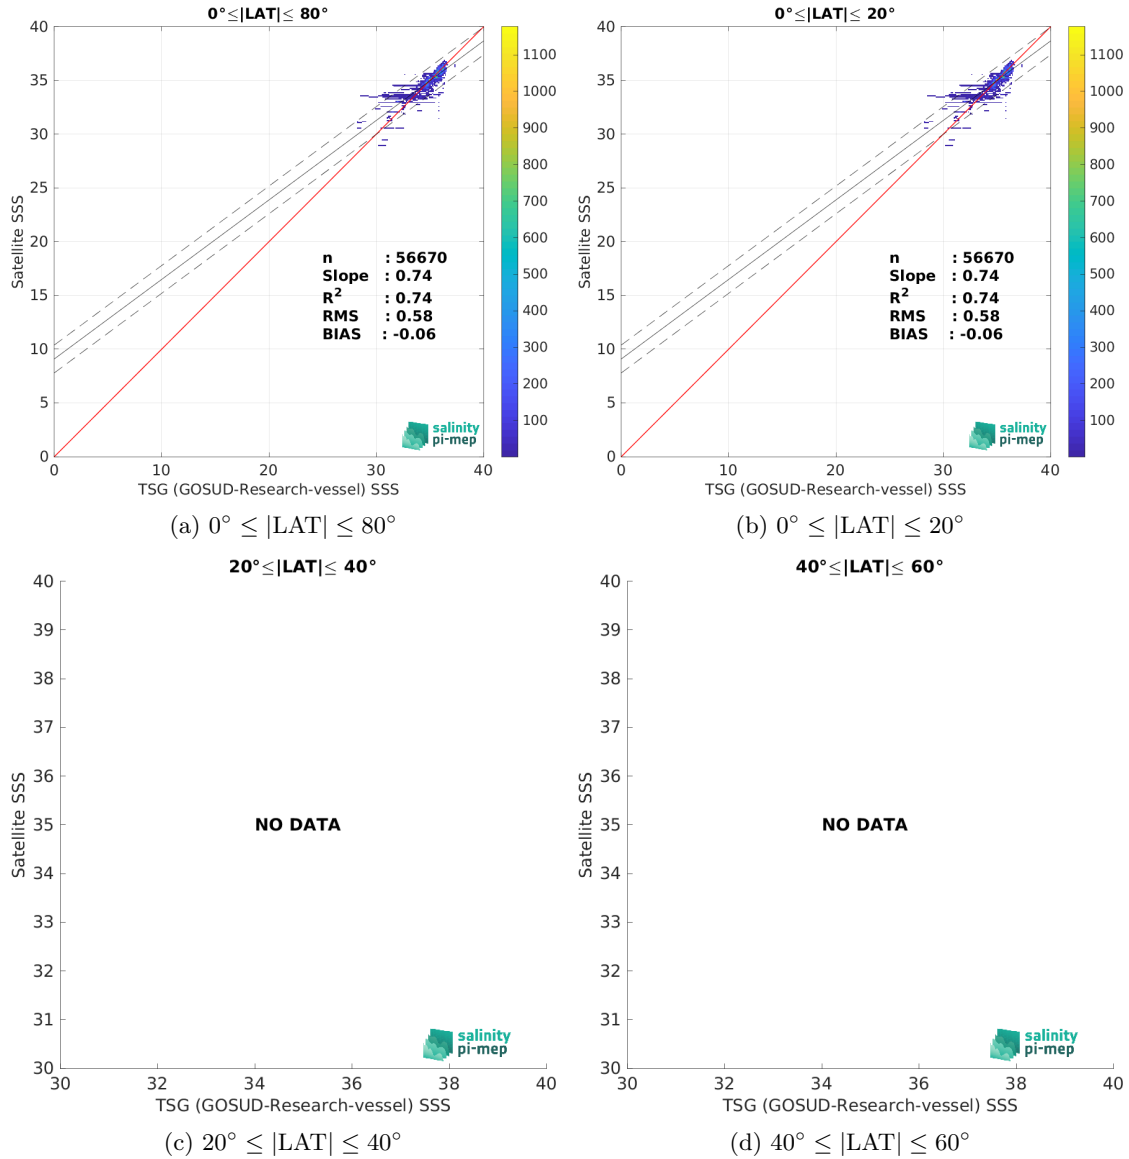 0°≤|LAT|≤ 80°
40
35
30
25
20
15
10
5
0
Satellite SSS
n : 56670
Slope : 0.74
R² : 0.74
RMS : 0.58
BIAS : -0.06
salinity
pi-mep
0 10 20 30 40
TSG (GOSUD-Research-vessel) SSS
1100
1000
900
800
700
600
500
400
300
200
100
(a) 0° ≤ |LAT| ≤ 80°
0°≤|LAT|≤ 20°
40
35
30
25
20
15
10
5
0
Satellite SSS
n : 56670
Slope : 0.74
R² : 0.74
RMS : 0.58
BIAS : -0.06
salinity
pi-mep
0 10 20 30 40
TSG (GOSUD-Research-vessel) SSS
1100
1000
900
800
700
600
500
400
300
200
100
(b) 0° ≤ |LAT| ≤ 20°
20°≤|LAT|≤ 40°
40
39
38
37
36
35
34
33
32
31
30
Satellite SSS
NO DATA
salinity
pi-mep
30 32 34 36 38 40
TSG (GOSUD-Research-vessel) SSS
(c) 20° ≤ |LAT| ≤ 40°
40°≤|LAT|≤ 60°
40
39
38
37
36
35
34
33
32
31
30
Satellite SSS
NO DATA
salinity
pi-mep
30 32 34 36 38 40
TSG (GOSUD-Research-vessel) SSS
(d) 40° ≤ |LAT| ≤ 60°